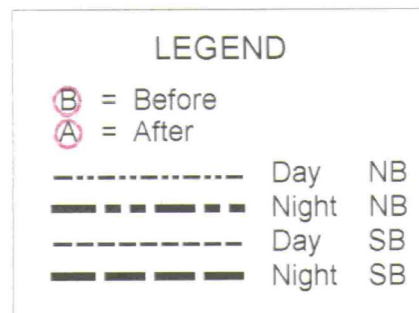 LEGEND
B = Before
A = After
Day NB
Night NB
Day SB
Night SB